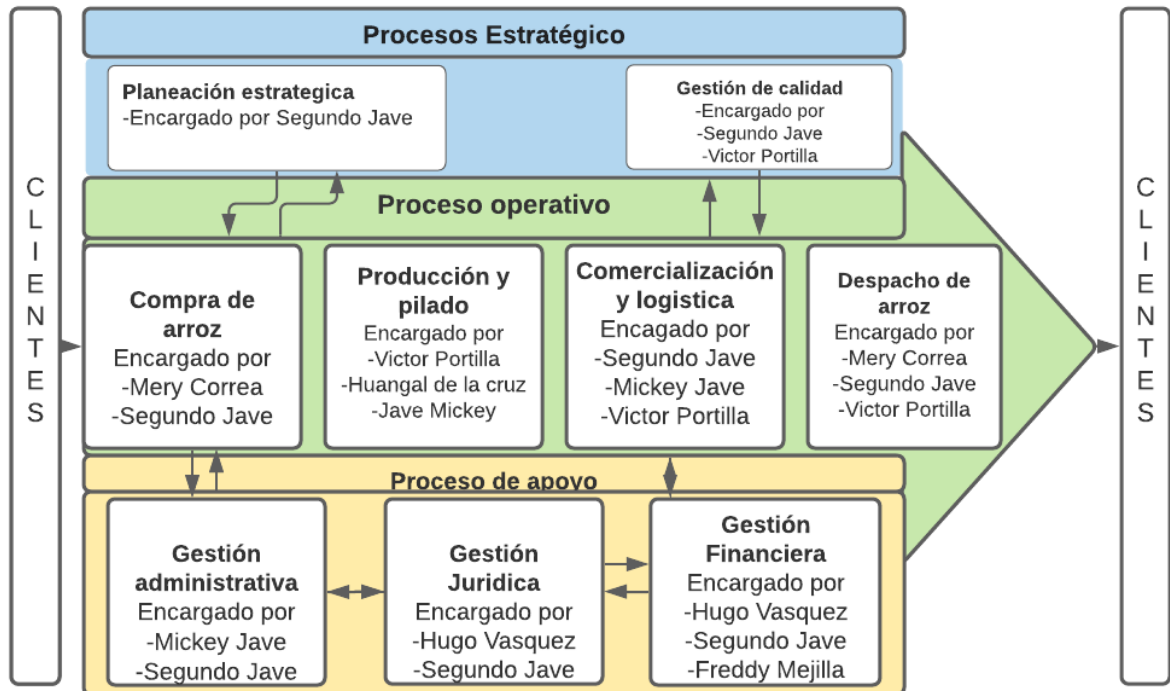 CLIENTES
Procesos Estratégico
Planeación estrategica
-Encargado por Segundo Jave
Gestión de calidad
-Encargado por
-Segundo Jave
-Victor Portilla
Proceso operativo
Compra de
arroz
Encargado por
-Mery Correa
-Segundo Jave
Producción y
pilado
Encargado por
-Victor Portilla
-Huangal de la cruz
-Jave Mickey
Comercialización
y logistica
Encagado por
-Segundo Jave
-Mickey Jave
-Victor Portilla
Despacho de
arroz
Encargado por
-Mery Correa
-Segundo Jave
-Victor Portilla
Proceso de apoyo
Gestión
administrativa
Encargado por
-Mickey Jave
-Segundo Jave
Gestión
Juridica
Encargado por
-Hugo Vasquez
-Segundo Jave
Gestión
Financiera
Encargado por
-Hugo Vasquez
-Segundo Jave
-Freddy Mejilla
CLIENTES